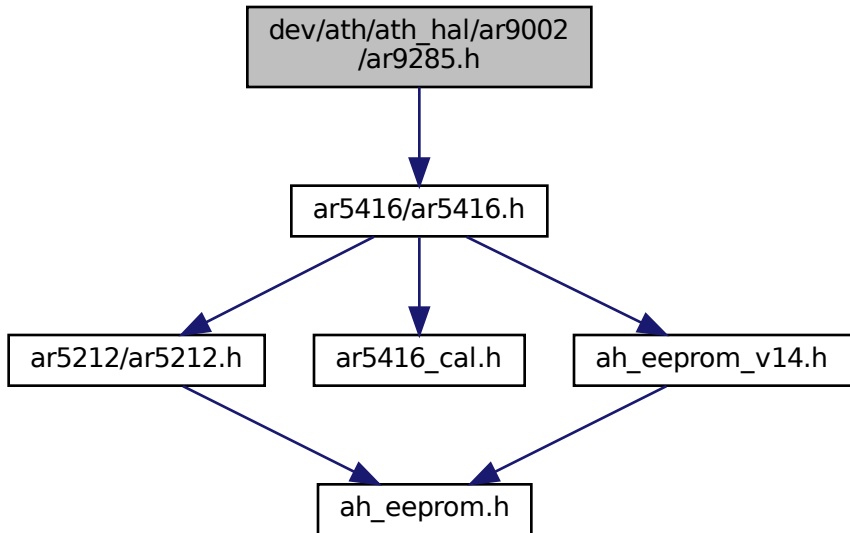 dev/ath/ath_hal/ar9002
/ar9285.h
ar5416/ar5416.h
ar5212/ar5212.h
ar5416_cal.h
ah_eeprom_v14.h
ah_eeprom.h